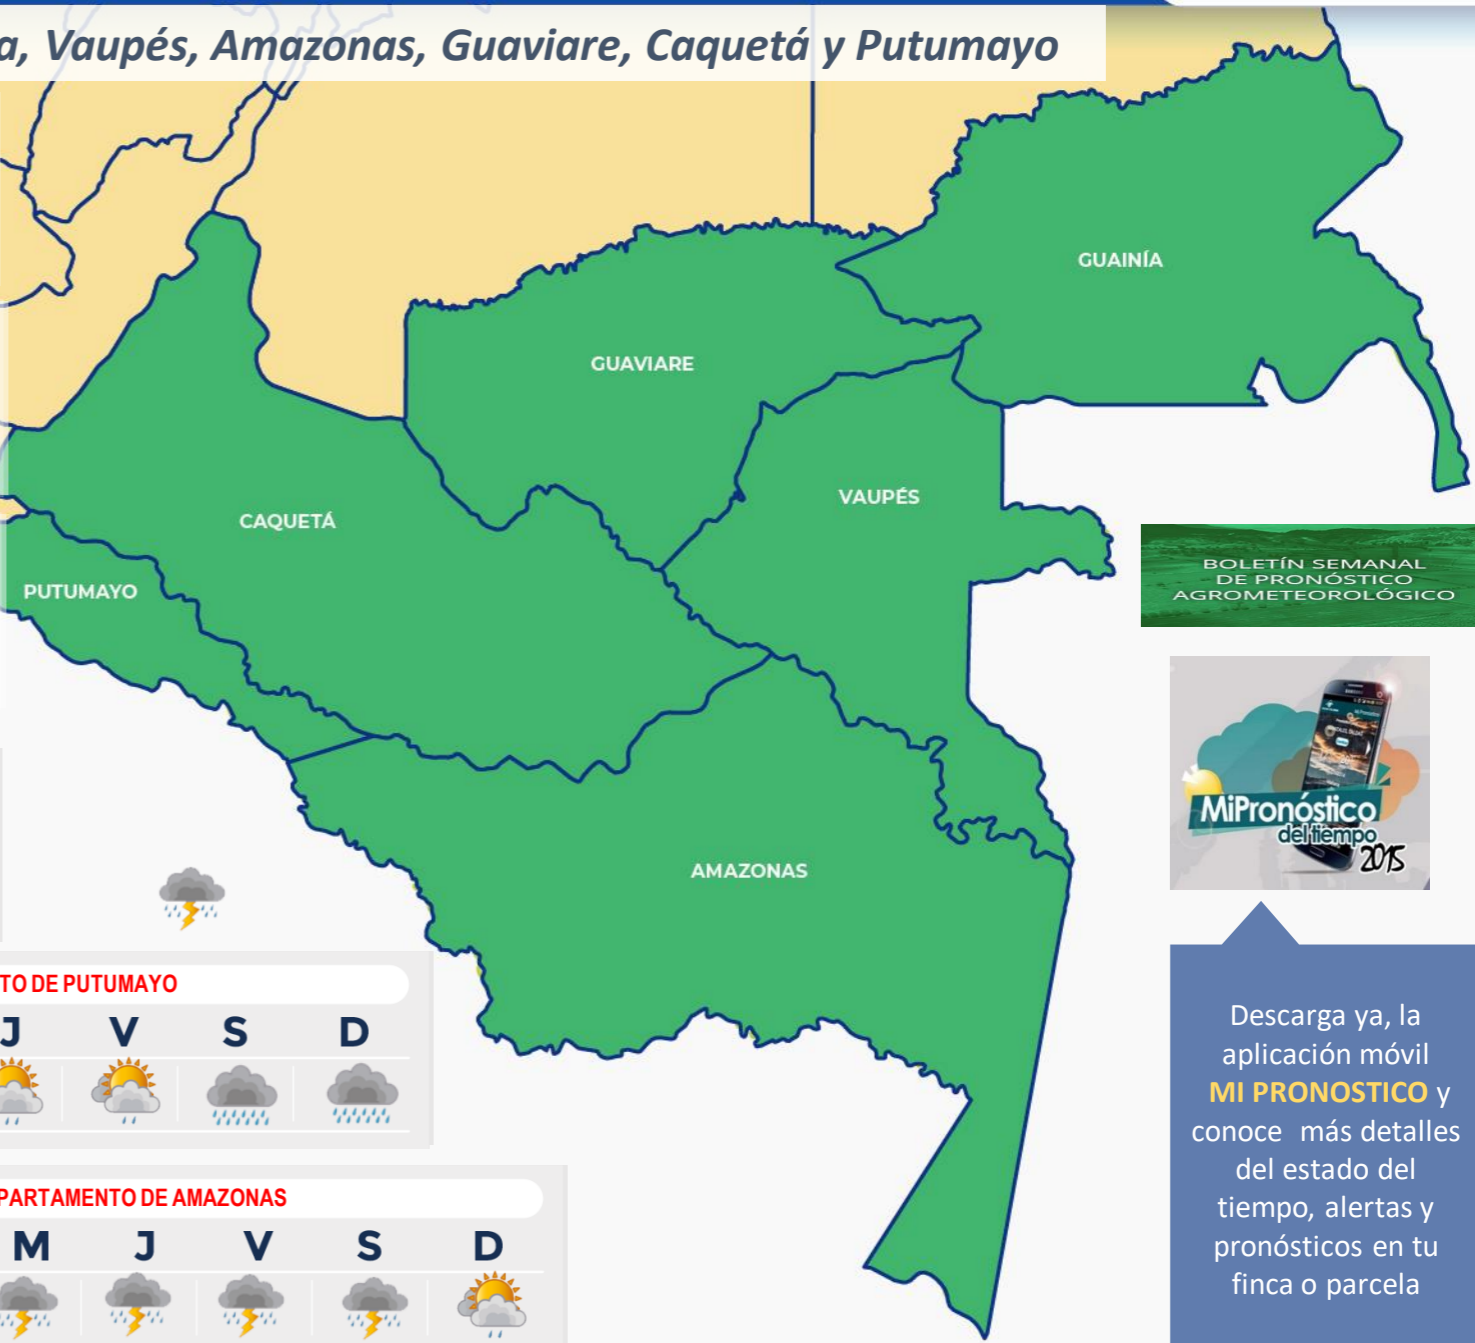 a, Vaupés, Amazonas, Guaviare, Caquetá y Putumayo
GUAINÍA
GUAVIARE
VAUPÉS
CAQUETÁ
PUTUMAYO
AMAZONAS
BOLETÍN SEMANAL
DE PRONÓSTICO
AGROMETEOROLÓGICO
SAMSUNG
MiPronóstico
del tiempo
2015
TO DE PUTUMAYO
J V S D
PARTAMENTO DE AMAZONAS
M J V S D
Descarga ya, la
aplicación móvil
MI PRONOSTICO y
conoce más detalles
del estado del
tiempo, alertas y
pronósticos en tu
finca o parcela